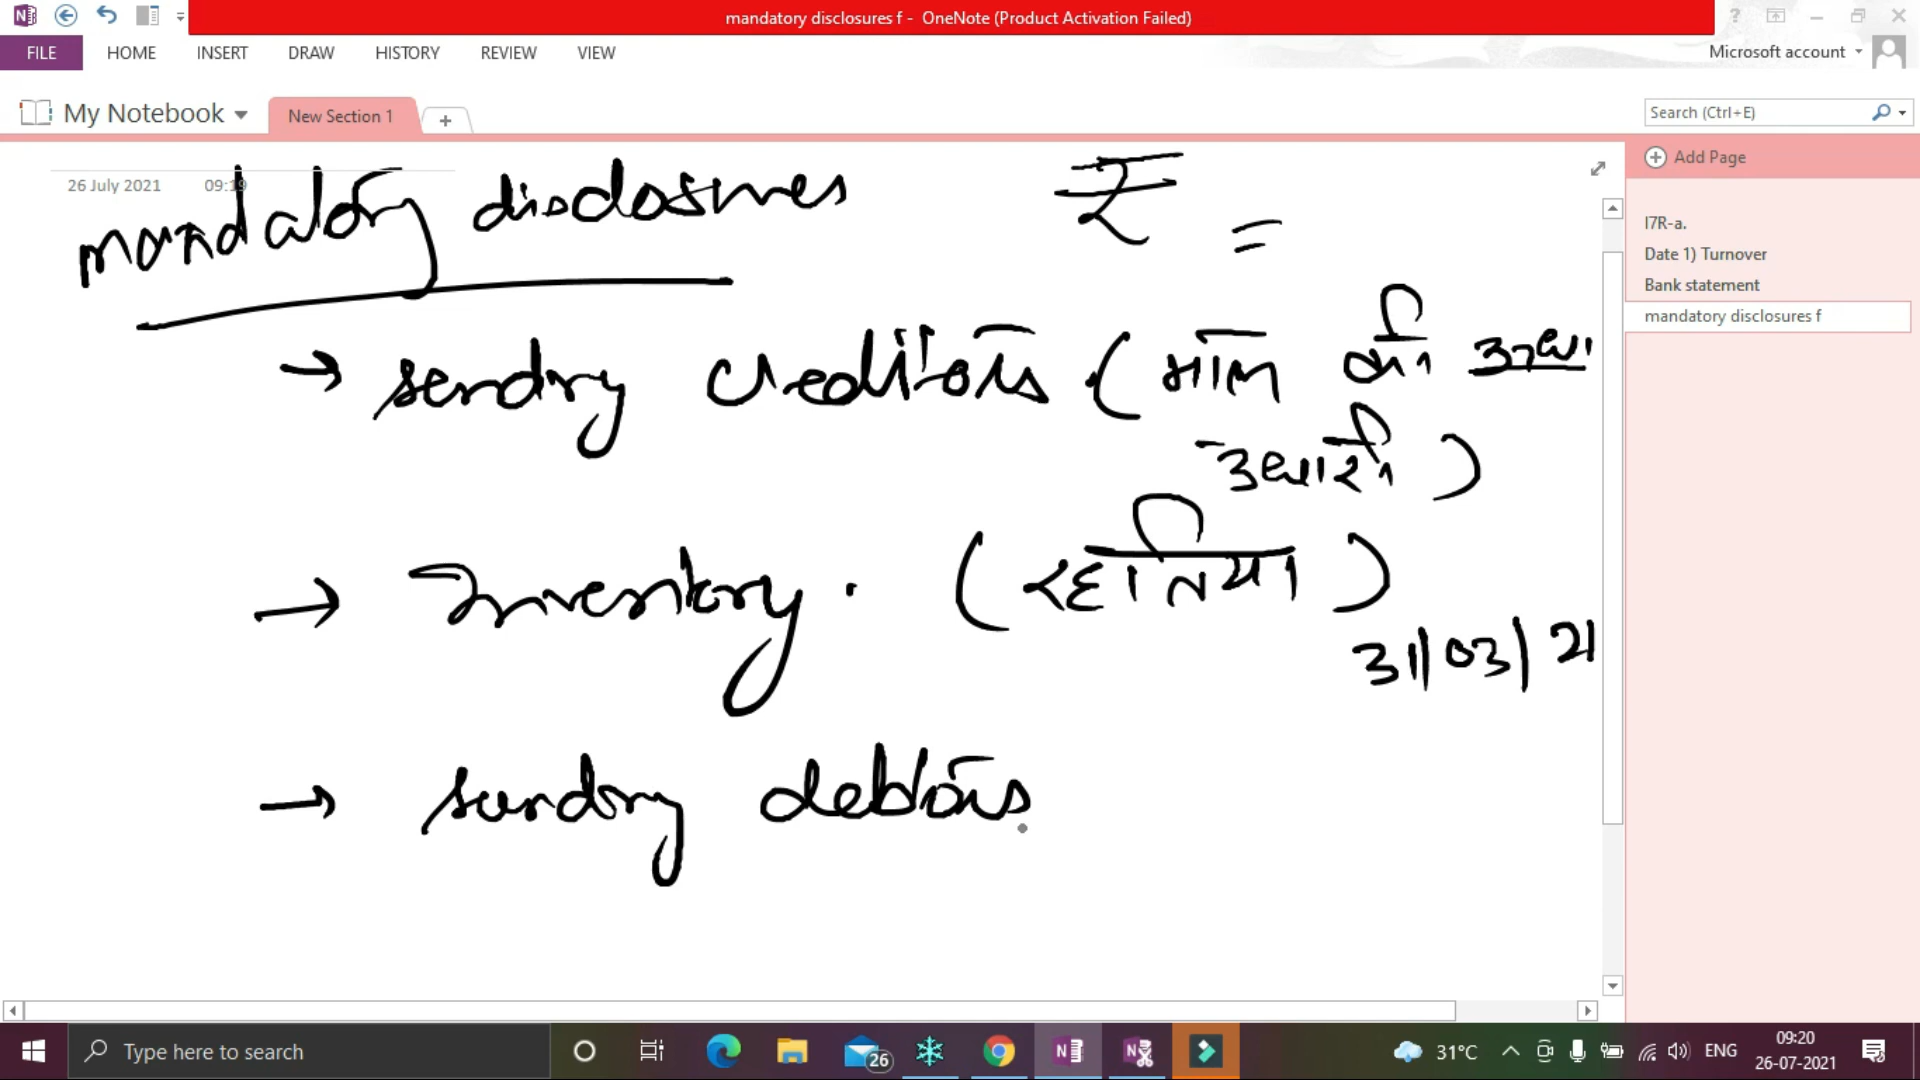 mandatory disclosures f - OneNote (Product Activation Failed)
FILE HOME INSERT DRAW HISTORY REVIEW VIEW
Microsoft account
My Notebook
New Section 1
Search (Ctrl+E)
Add Page
I7R-a.
Date 1) Turnover
Bank statement
mandatory disclosures f
26 July 2021 09:19
mandatory disclosures ₹ =
→ sundry creditors (
)
→ Inventory. ( )
31/03/21
→ sundry debtors
Type here to search
26
31°C
ENG
09:20
26-07-2021